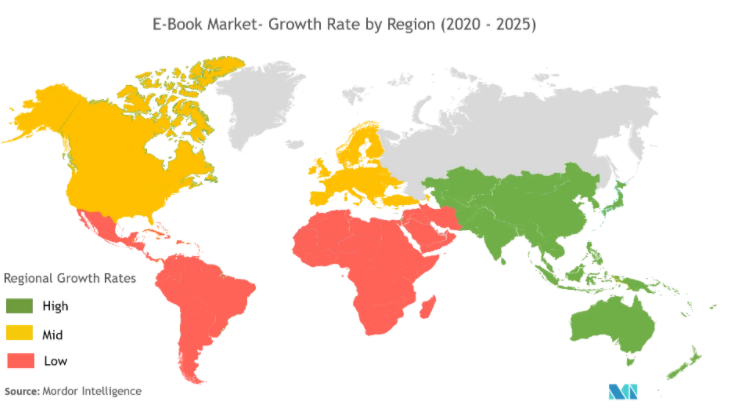 E-Book Market- Growth Rate by Region (2020 - 2025)
Regional Growth Rates
High
Mid
Low
Source: Mordor Intelligence